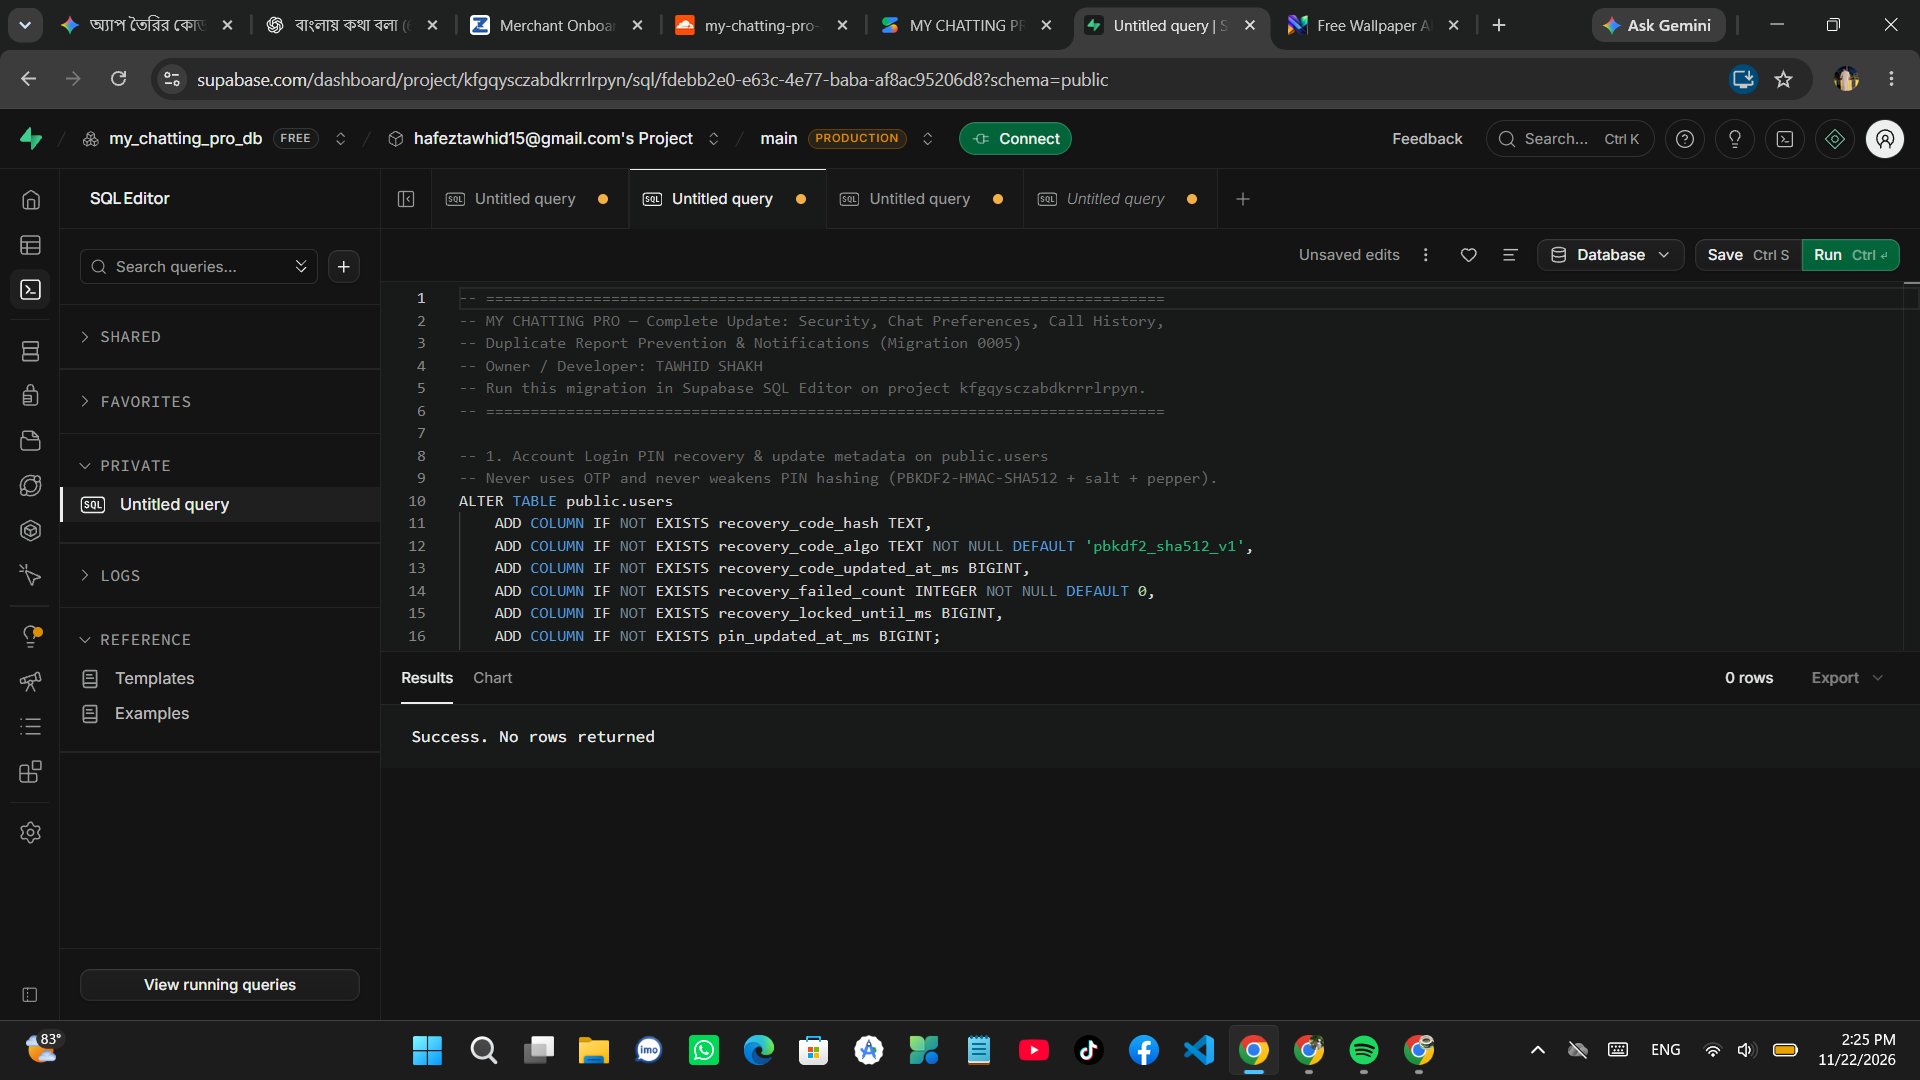 অ্যাপ তৈরির কোড
বাংলায় কথা বলা
Merchant Onboa
my-chatting-pro-
MY CHATTING PR
Untitled query | S
Free Wallpaper A
Ask Gemini
supabase.com/dashboard/project/kfgqysczabdkrrrlrpyn/sql/fdebb2e0-e63c-4e77-baba-af8ac95206d8?schema=public
my_chatting_pro_db FREE
hafeztawhid15@gmail.com's Project
main PRODUCTION
Connect
Feedback
Search... Ctrl K
SQL Editor
Untitled query
Untitled query
Untitled query
Untitled query
Search queries...
Unsaved edits
Database
Save Ctrl S
Run Ctrl ↵
SHARED
FAVORITES
PRIVATE
SQL Untitled query
LOGS
REFERENCE
Templates
Examples
View running queries
1 -- ============================================================================
2 -- MY CHATTING PRO — Complete Update: Security, Chat Preferences, Call History,
3 -- Duplicate Report Prevention & Notifications (Migration 0005)
4 -- Owner / Developer: TAWHID SHAKH
5 -- Run this migration in Supabase SQL Editor on project kfgqysczabdkrrrlrpyn.
6 -- ============================================================================
7
8 -- 1. Account Login PIN recovery & update metadata on public.users
9 -- Never uses OTP and never weakens PIN hashing (PBKDF2-HMAC-SHA512 + salt + pepper).
10 ALTER TABLE public.users
11 ADD COLUMN IF NOT EXISTS recovery_code_hash TEXT,
12 ADD COLUMN IF NOT EXISTS recovery_code_algo TEXT NOT NULL DEFAULT 'pbkdf2_sha512_v1',
13 ADD COLUMN IF NOT EXISTS recovery_code_updated_at_ms BIGINT,
14 ADD COLUMN IF NOT EXISTS recovery_failed_count INTEGER NOT NULL DEFAULT 0,
15 ADD COLUMN IF NOT EXISTS recovery_locked_until_ms BIGINT,
16 ADD COLUMN IF NOT EXISTS pin_updated_at_ms BIGINT;
Results Chart
0 rows Export
Success. No rows returned
83°
imo
ENG
2:25 PM
11/22/2026